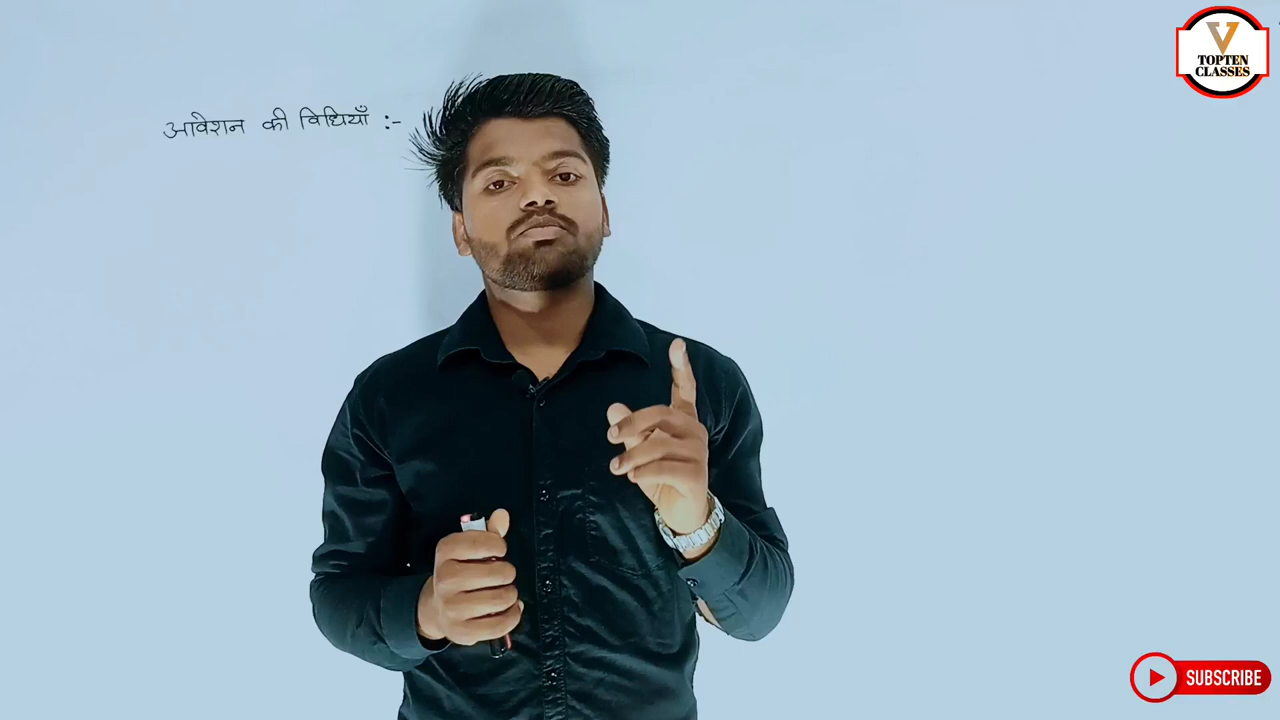 आवेशन की विधियाँ :-
V
TOPTEN
CLASSES
SUBSCRIBE